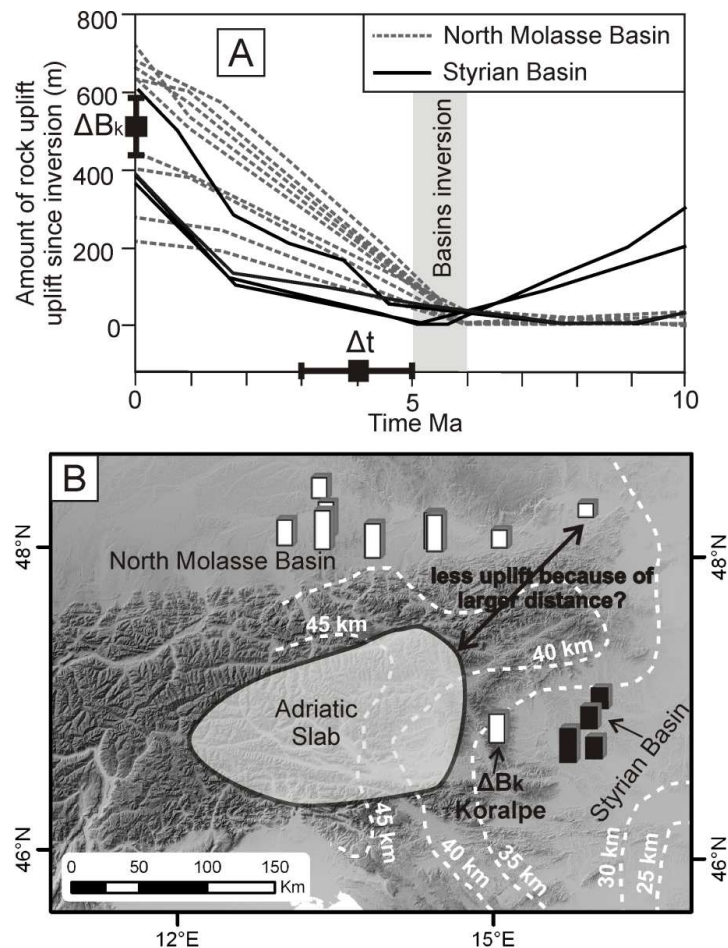 800
600
400
200
0
Amount of rock uplift
uplift since inversion (m)
A
North Molasse Basin
Styrian Basin
ΔBk
Basins inversion
Δt
0
5
10
Time Ma
B
48°N
48°N
North Molasse Basin
less uplift because of
larger distance?
45 km
40 km
Adriatic
Slab
ΔBk
Koralpe
Styrian Basin
45 km
40 km
35 km
30 km
25 km
46°N
46°N
0
50
100
150
Km
12°E
15°E